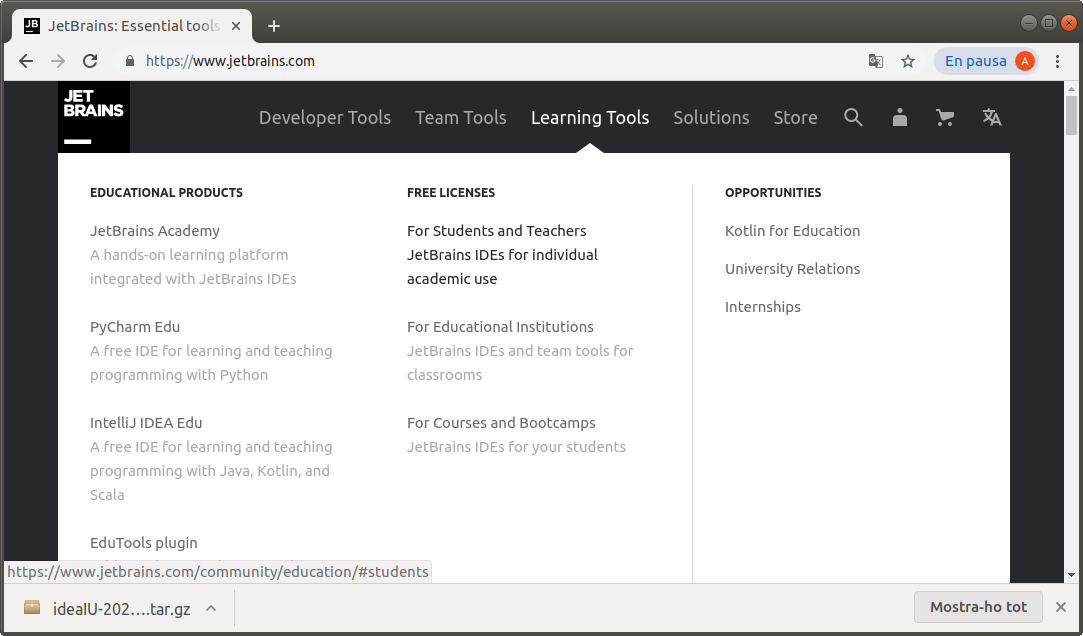 JB JetBrains: Essential tools
https://www.jetbrains.com
En pausa A
JET
BRAINS
Developer Tools Team Tools Learning Tools Solutions Store
EDUCATIONAL PRODUCTS
JetBrains Academy
A hands-on learning platform
integrated with JetBrains IDEs
PyCharm Edu
A free IDE for learning and teaching
programming with Python
IntelliJ IDEA Edu
A free IDE for learning and teaching
programming with Java, Kotlin, and
Scala
EduTools plugin
FREE LICENSES
For Students and Teachers
JetBrains IDEs for individual
academic use
For Educational Institutions
JetBrains IDEs and team tools for
classrooms
For Courses and Bootcamps
JetBrains IDEs for your students
OPPORTUNITIES
Kotlin for Education
University Relations
Internships
https://www.jetbrains.com/community/education/#students
ideaIU-202….tar.gz
Mostra-ho tot